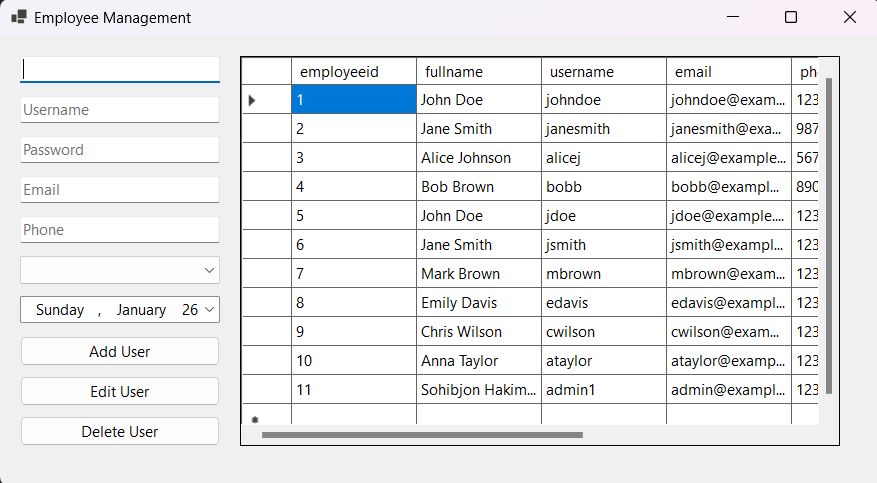 Employee Management
Username
Password
Email
Phone
Sunday , January 26
Add User
Edit User
Delete User
employeeid fullname username email pho
1 John Doe johndoe johndoe@exam... 123
2 Jane Smith janesmith janesmith@exa... 987
3 Alice Johnson alicej alicej@example... 567
4 Bob Brown bobb bobb@exampl... 890
5 John Doe jdoe jdoe@example.... 123
6 Jane Smith jsmith jsmith@exampl... 123
7 Mark Brown mbrown mbrown@exam... 123
8 Emily Davis edavis edavis@example... 123
9 Chris Wilson cwilson cwilson@exam... 123
10 Anna Taylor ataylor ataylor@examp... 123
11 Sohibjon Hakim... admin1 admin@exampl... 123